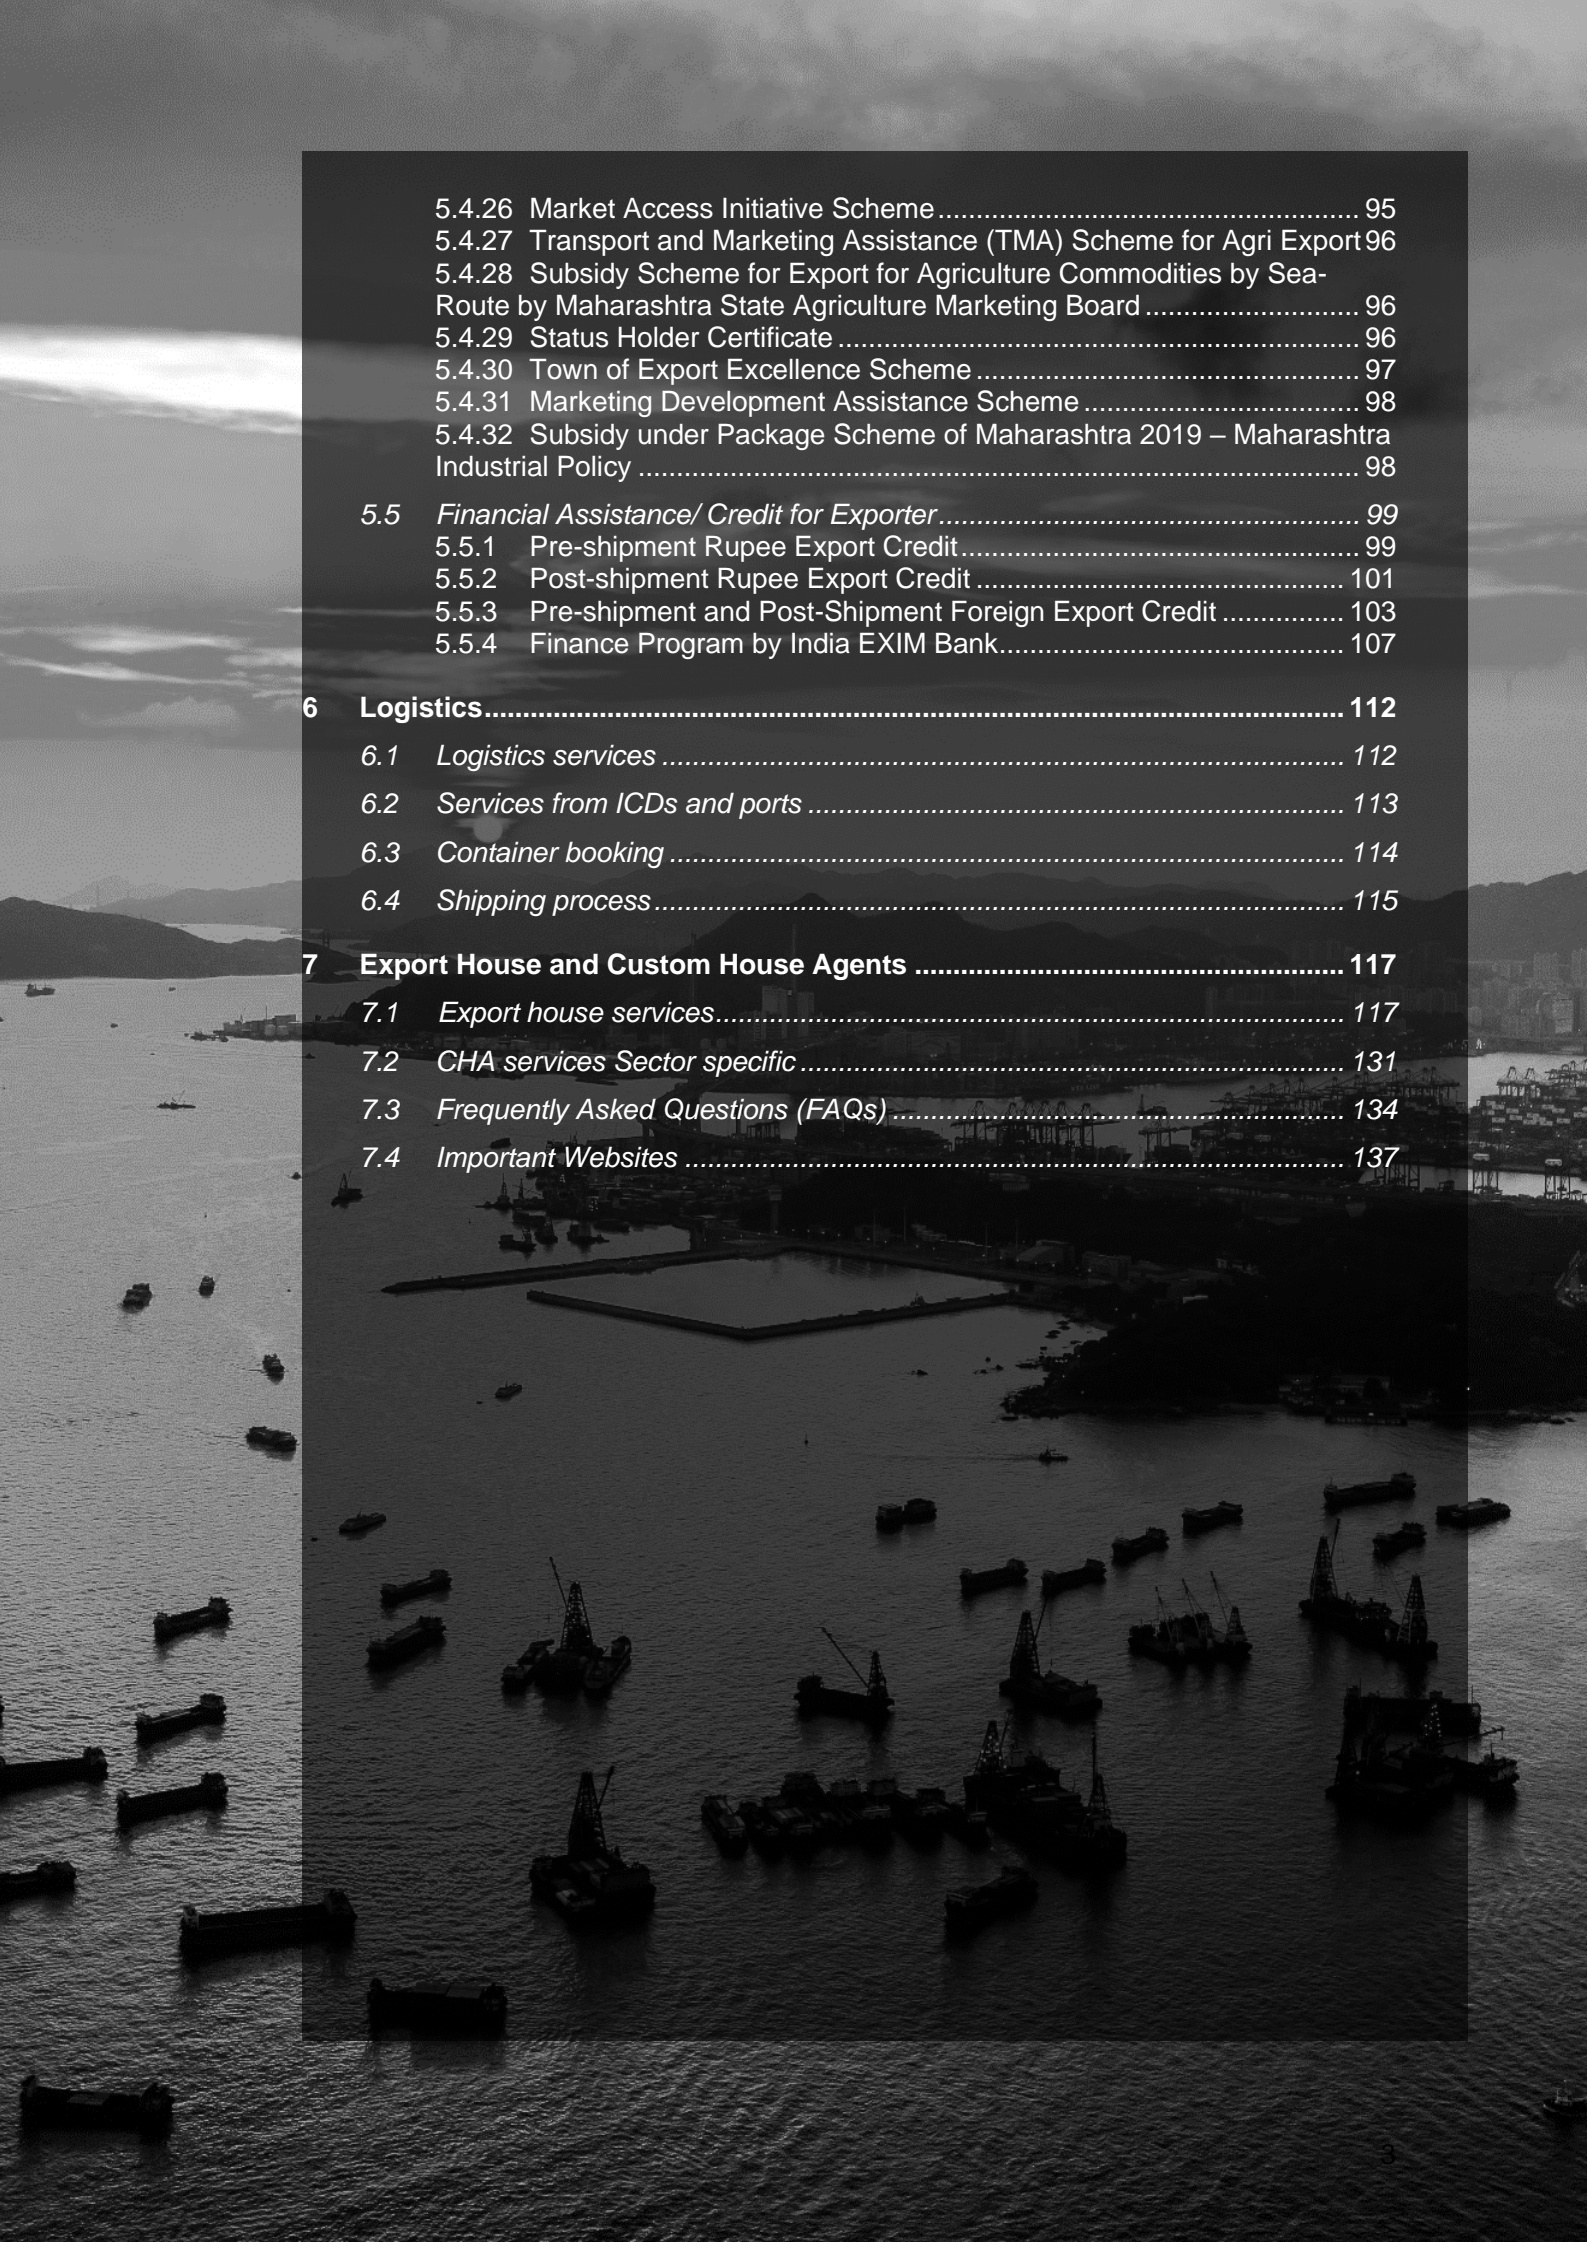 5.4.26 Market Access Initiative Scheme........................................................ 95
5.4.27 Transport and Marketing Assistance (TMA) Scheme for Agri Export 96
5.4.28 Subsidy Scheme for Export for Agriculture Commodities by Sea-
Route by Maharashtra State Agriculture Marketing Board ............................ 96
5.4.29 Status Holder Certificate ..................................................................... 96
5.4.30 Town of Export Excellence Scheme ................................................... 97
5.4.31 Marketing Development Assistance Scheme ..................................... 98
5.4.32 Subsidy under Package Scheme of Maharashtra 2019 – Maharashtra
Industrial Policy ............................................................................................... 98
5.5 Financial Assistance/ Credit for Exporter........................................................ 99
5.5.1 Pre-shipment Rupee Export Credit..................................................... 99
5.5.2 Post-shipment Rupee Export Credit ................................................. 101
5.5.3 Pre-shipment and Post-Shipment Foreign Export Credit ................ 103
5.5.4 Finance Program by India EXIM Bank.............................................. 107
6 Logistics................................................................................................................ 112
6.1 Logistics services .......................................................................................... 112
6.2 Services from ICDs and ports ....................................................................... 113
6.3 Container booking ......................................................................................... 114
6.4 Shipping process........................................................................................... 115
7 Export House and Custom House Agents ........................................................ 117
7.1 Export house services................................................................................... 117
7.2 CHA services Sector specific ........................................................................ 131
7.3 Frequently Asked Questions (FAQs)............................................................. 134
7.4 Important Websites ....................................................................................... 137
3